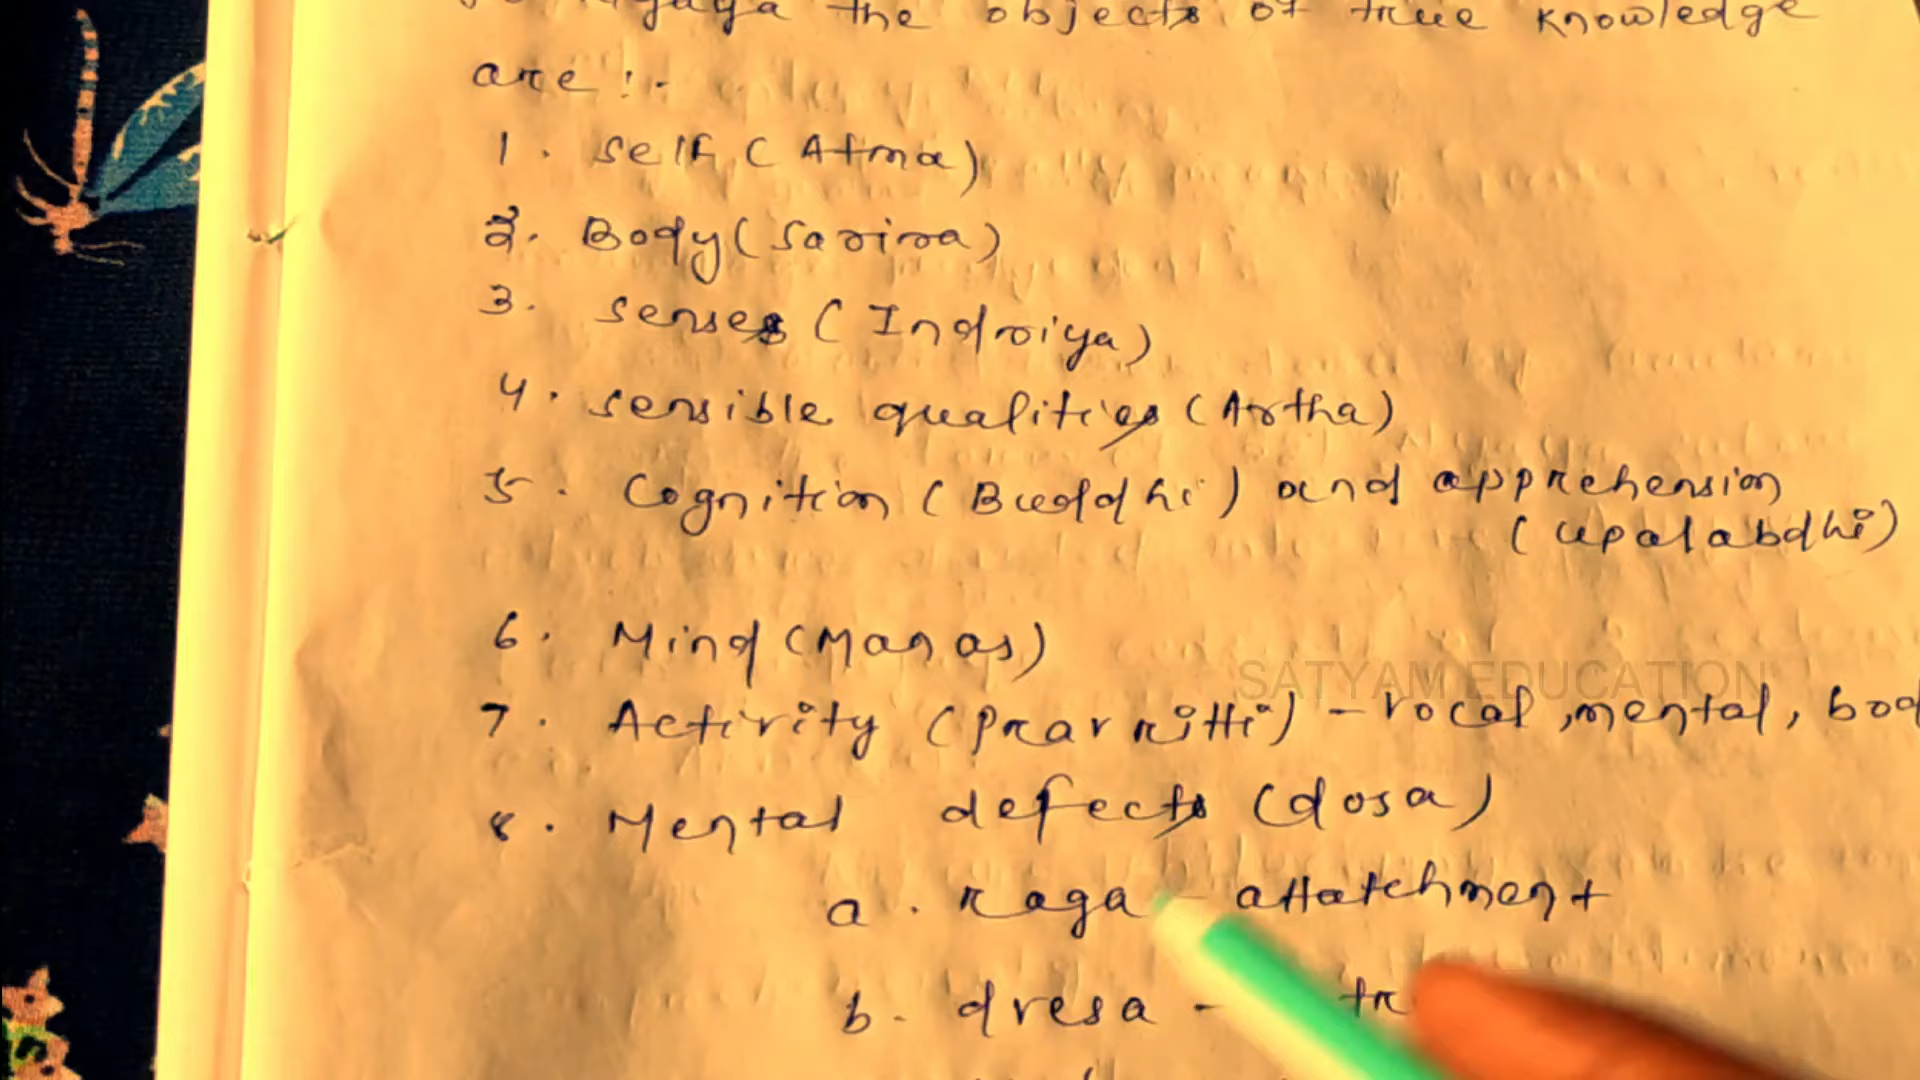 the objects of true knowledge
are :-
1. Self (Atma)
2. Body (Sarira)
3. Senses (Indriya)
4. Sensible qualities (Artha)
5. Cognition (Buddhi) and apprehension
(upalabdhi)
6. Mind (Manas)
7. Activity (Pravritti) - vocal, mental, bod
8. Mental defects (dosa)
a. raga - attatchment
b. dvesa -
SATYAM EDUCATION